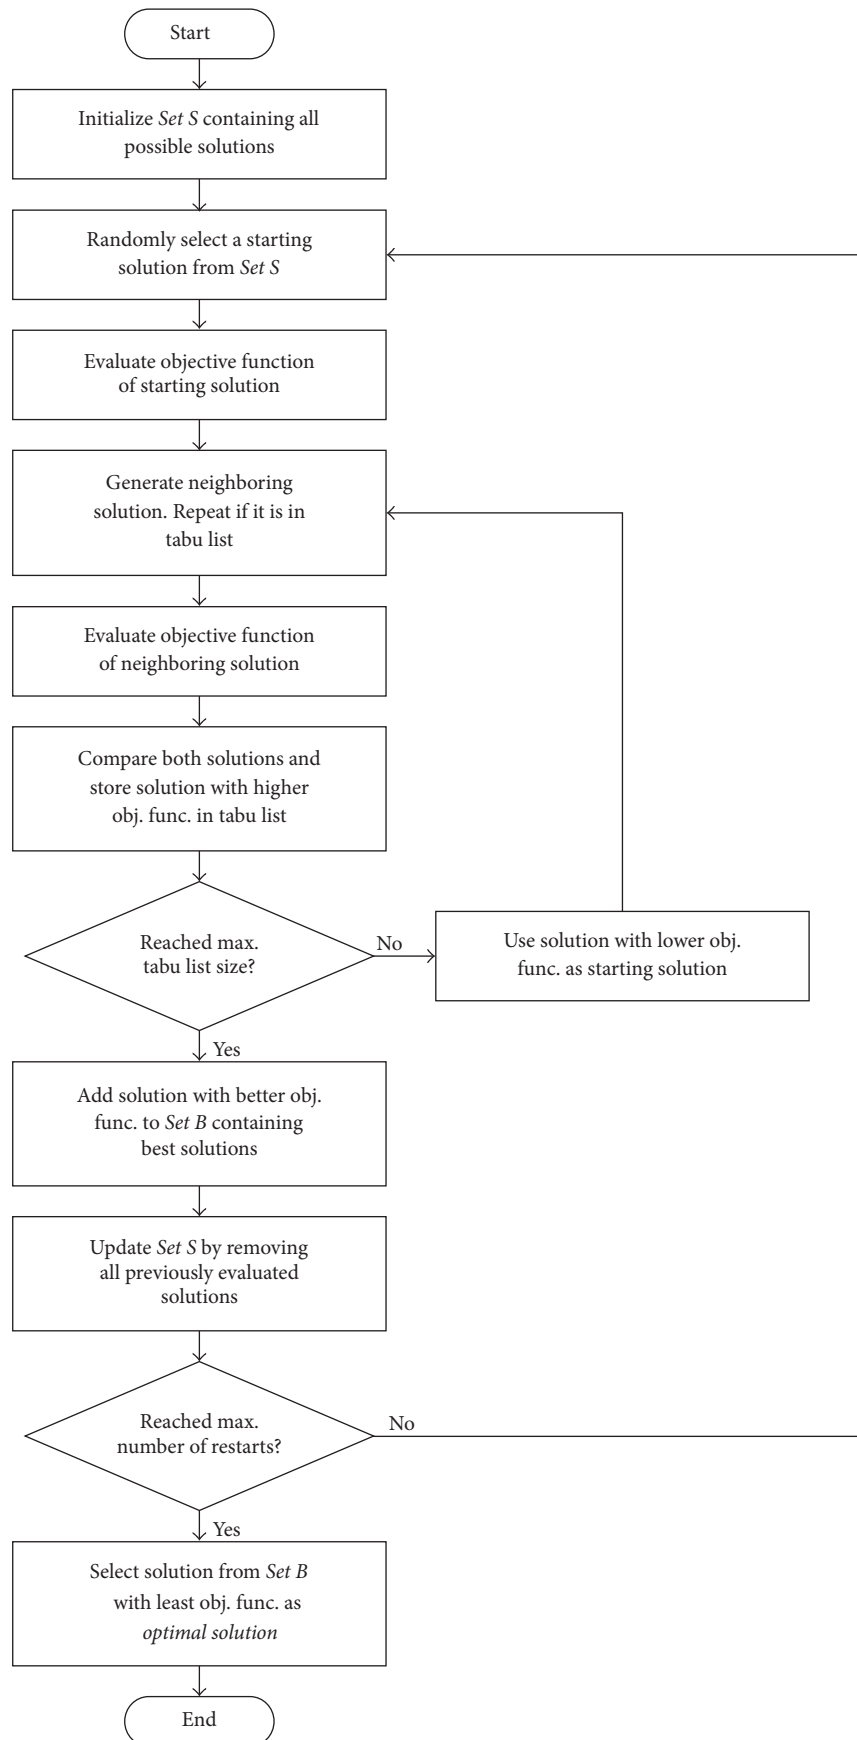 Start
Initialize Set S containing all
possible solutions
Randomly select a starting
solution from Set S
Evaluate objective function
of starting solution
Generate neighboring
solution. Repeat if it is in
tabu list
Evaluate objective function
of neighboring solution
Compare both solutions and
store solution with higher
obj. func. in tabu list
Reached max.
tabu list size?
No
Use solution with lower obj.
func. as starting solution
Yes
Add solution with better obj.
func. to Set B containing
best solutions
Update Set S by removing
all previously evaluated
solutions
Reached max.
number of restarts?
No
Yes
Select solution from Set B
with least obj. func. as
optimal solution
End